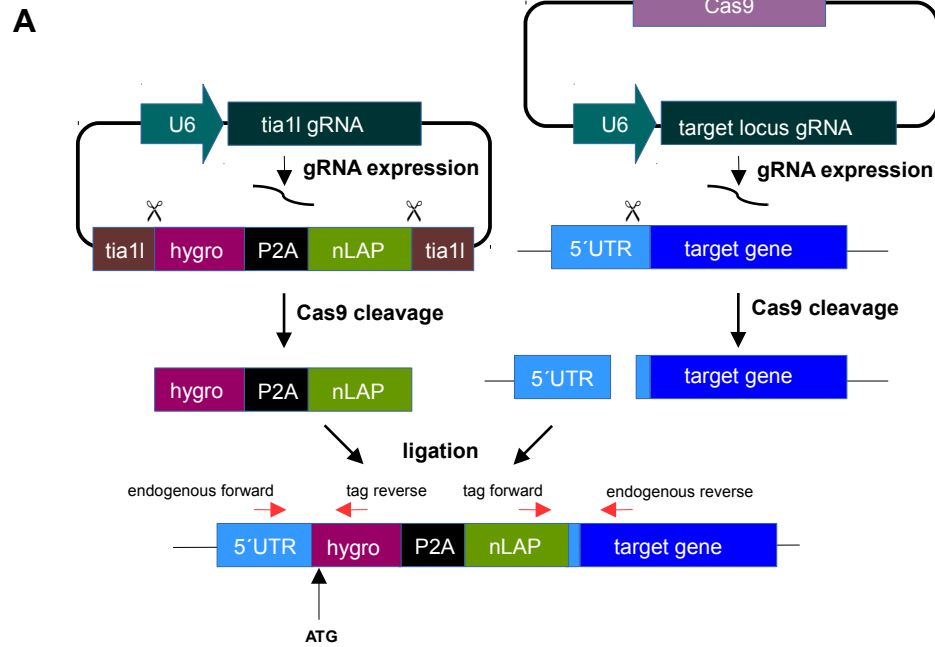 A
Cas9
U6
tia1l gRNA
U6
target locus gRNA
gRNA expression
gRNA expression
tia1l
hygro
P2A
nLAP
tia1l
5´UTR
target gene
Cas9 cleavage
Cas9 cleavage
hygro
P2A
nLAP
5´UTR
target gene
ligation
endogenous forward
tag reverse
tag forward
endogenous reverse
5´UTR
hygro
P2A
nLAP
target gene
ATG